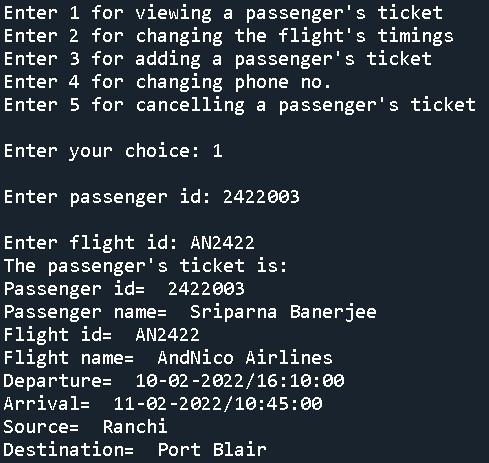 Enter 1 for viewing a passenger's ticket
Enter 2 for changing the flight's timings
Enter 3 for adding a passenger's ticket
Enter 4 for changing phone no.
Enter 5 for cancelling a passenger's ticket
Enter your choice: 1
Enter passenger id: 2422003
Enter flight id: AN2422
The passenger's ticket is:
Passenger id=  2422003
Passenger name=  Sriparna Banerjee
Flight id=  AN2422
Flight name=  AndNico Airlines
Departure=  10-02-2022/16:10:00
Arrival=  11-02-2022/10:45:00
Source=  Ranchi
Destination=  Port Blair